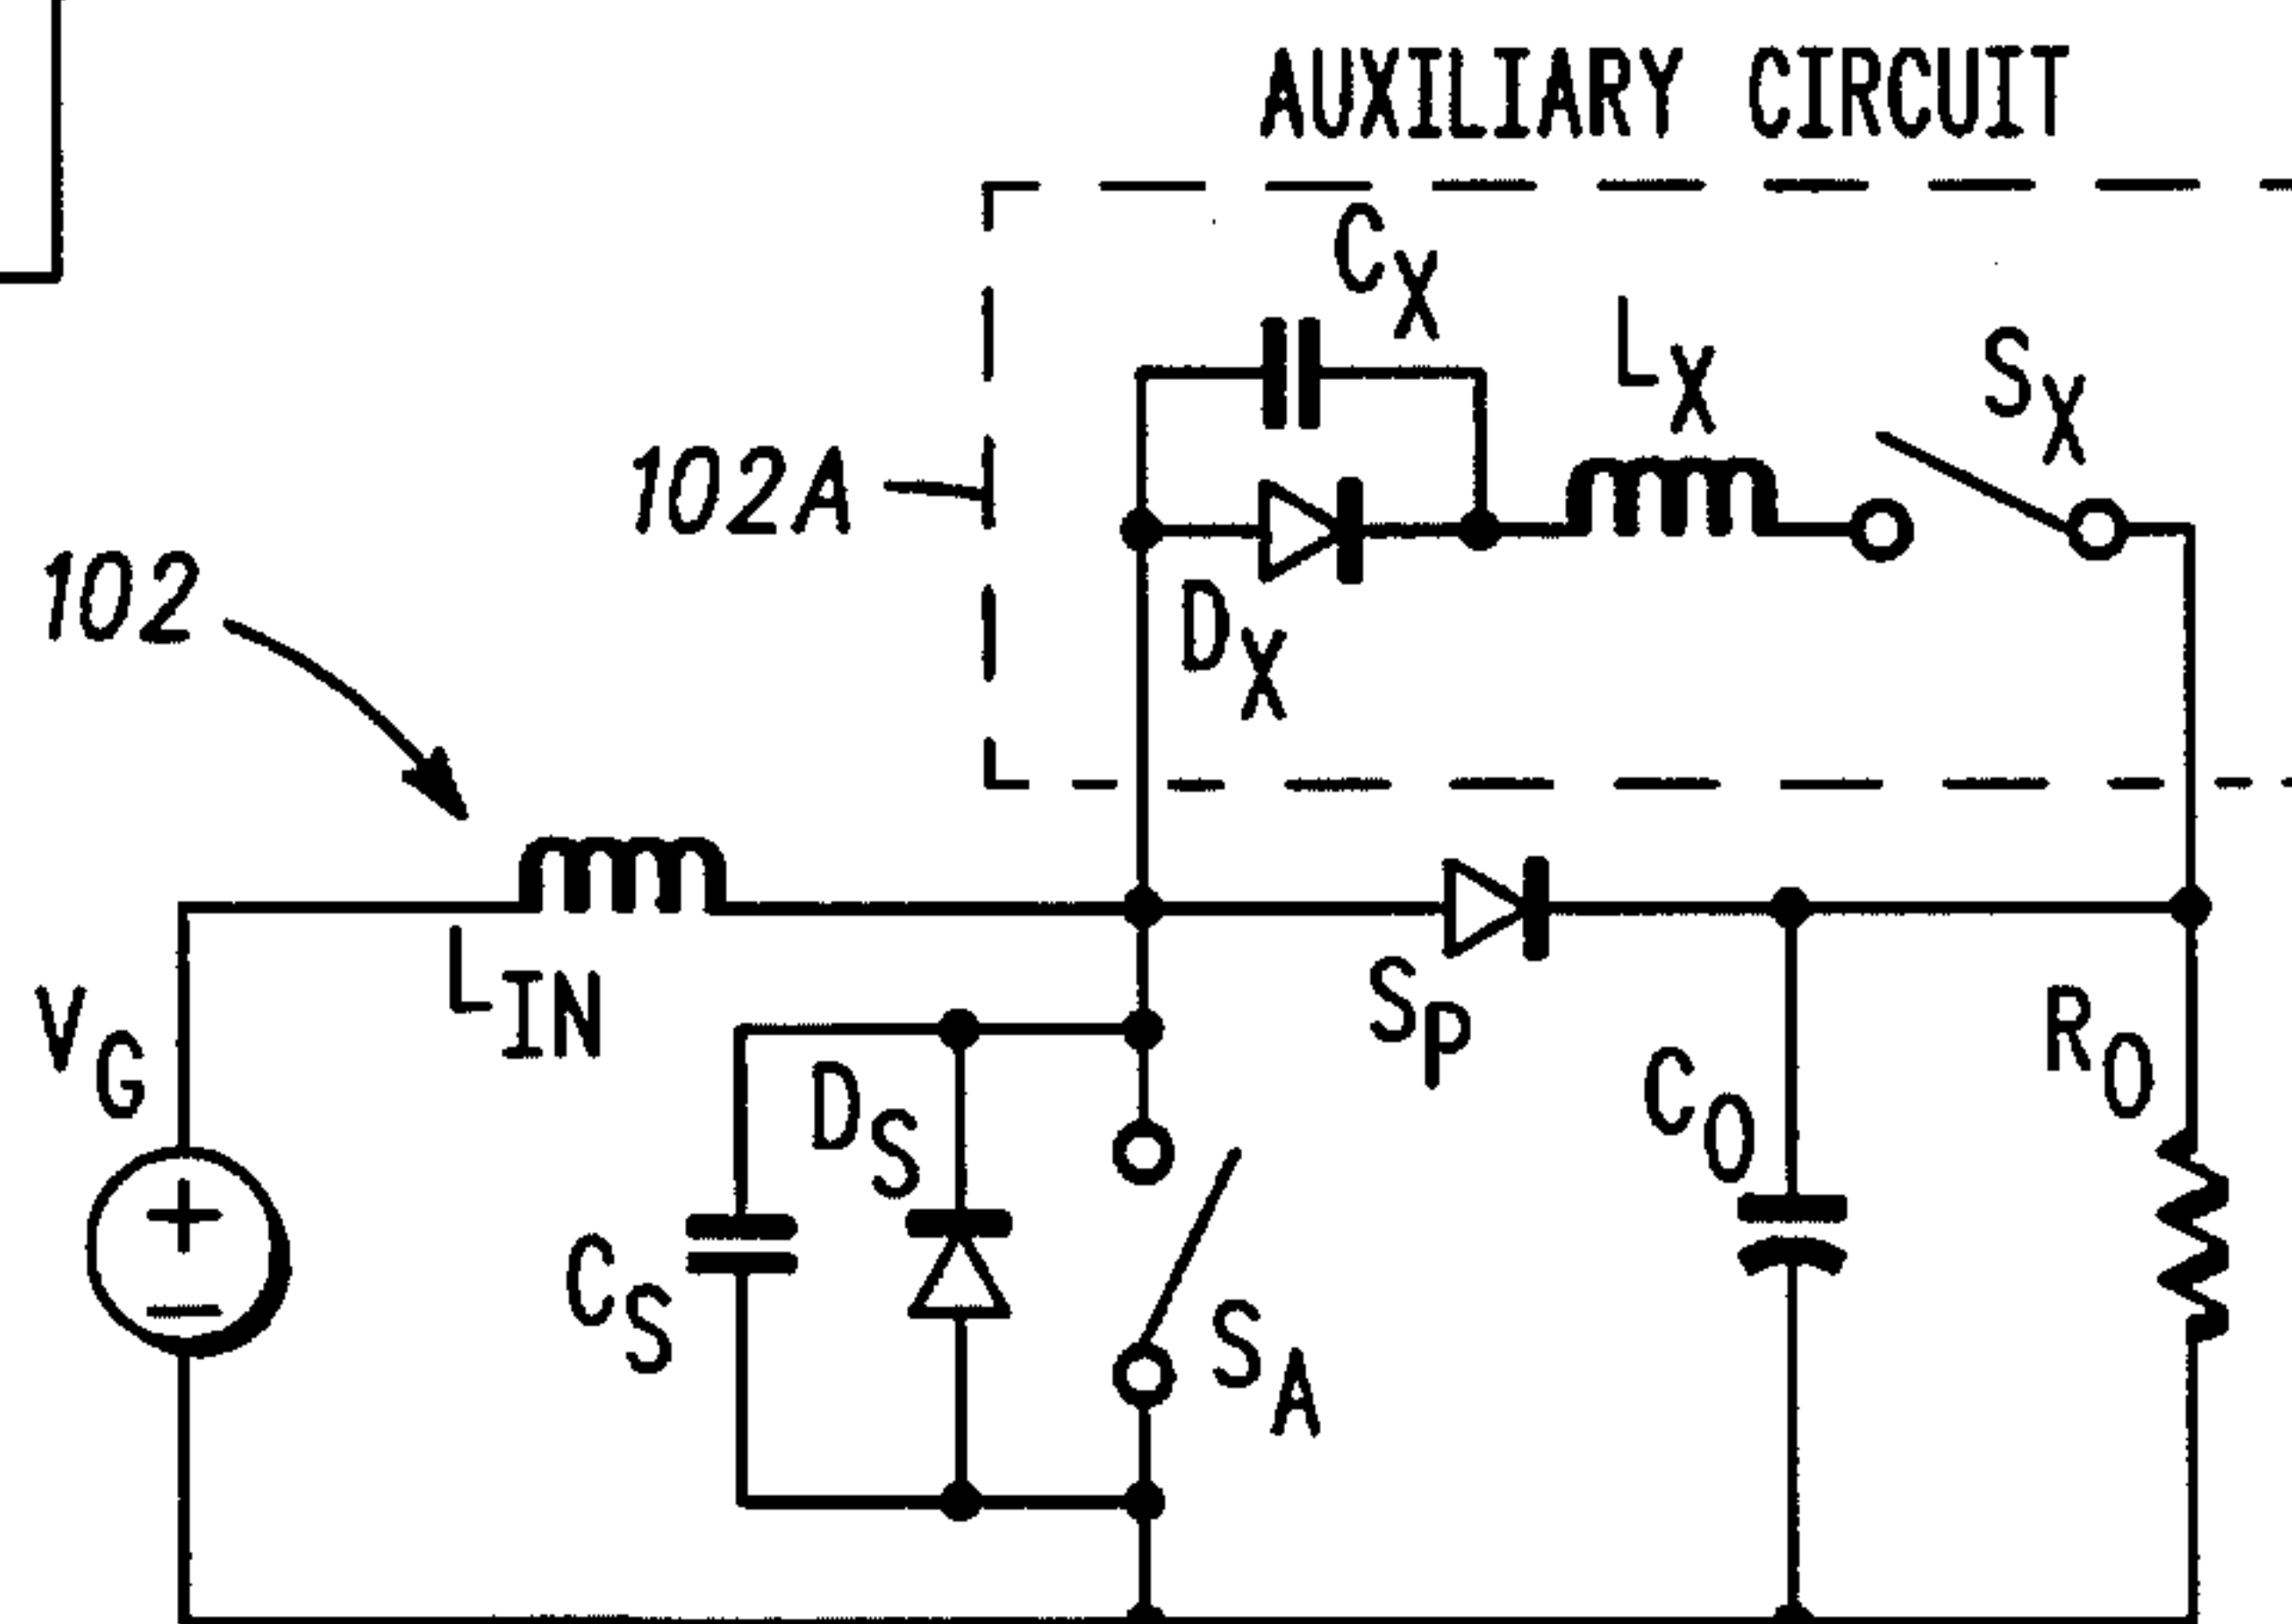 AUXILIARY CIRCUIT
CX
LX
SX
102A
102
DX
LIN
VG
+
−
SP
RO
CO
DS
CS
SA